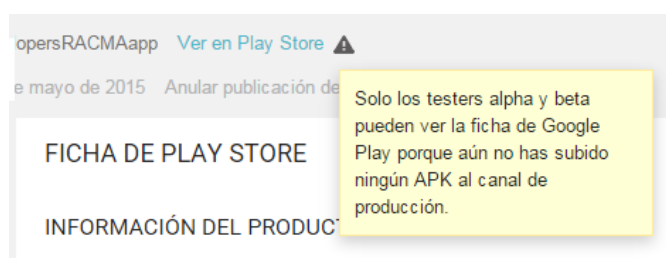 opersRACMAapp Ver en Play Store
e mayo de 2015 Anular publicación de
Solo los testers alpha y beta
pueden ver la ficha de Google
Play porque aún no has subido
ningún APK al canal de
producción.
FICHA DE PLAY STORE
INFORMACIÓN DEL PRODUC